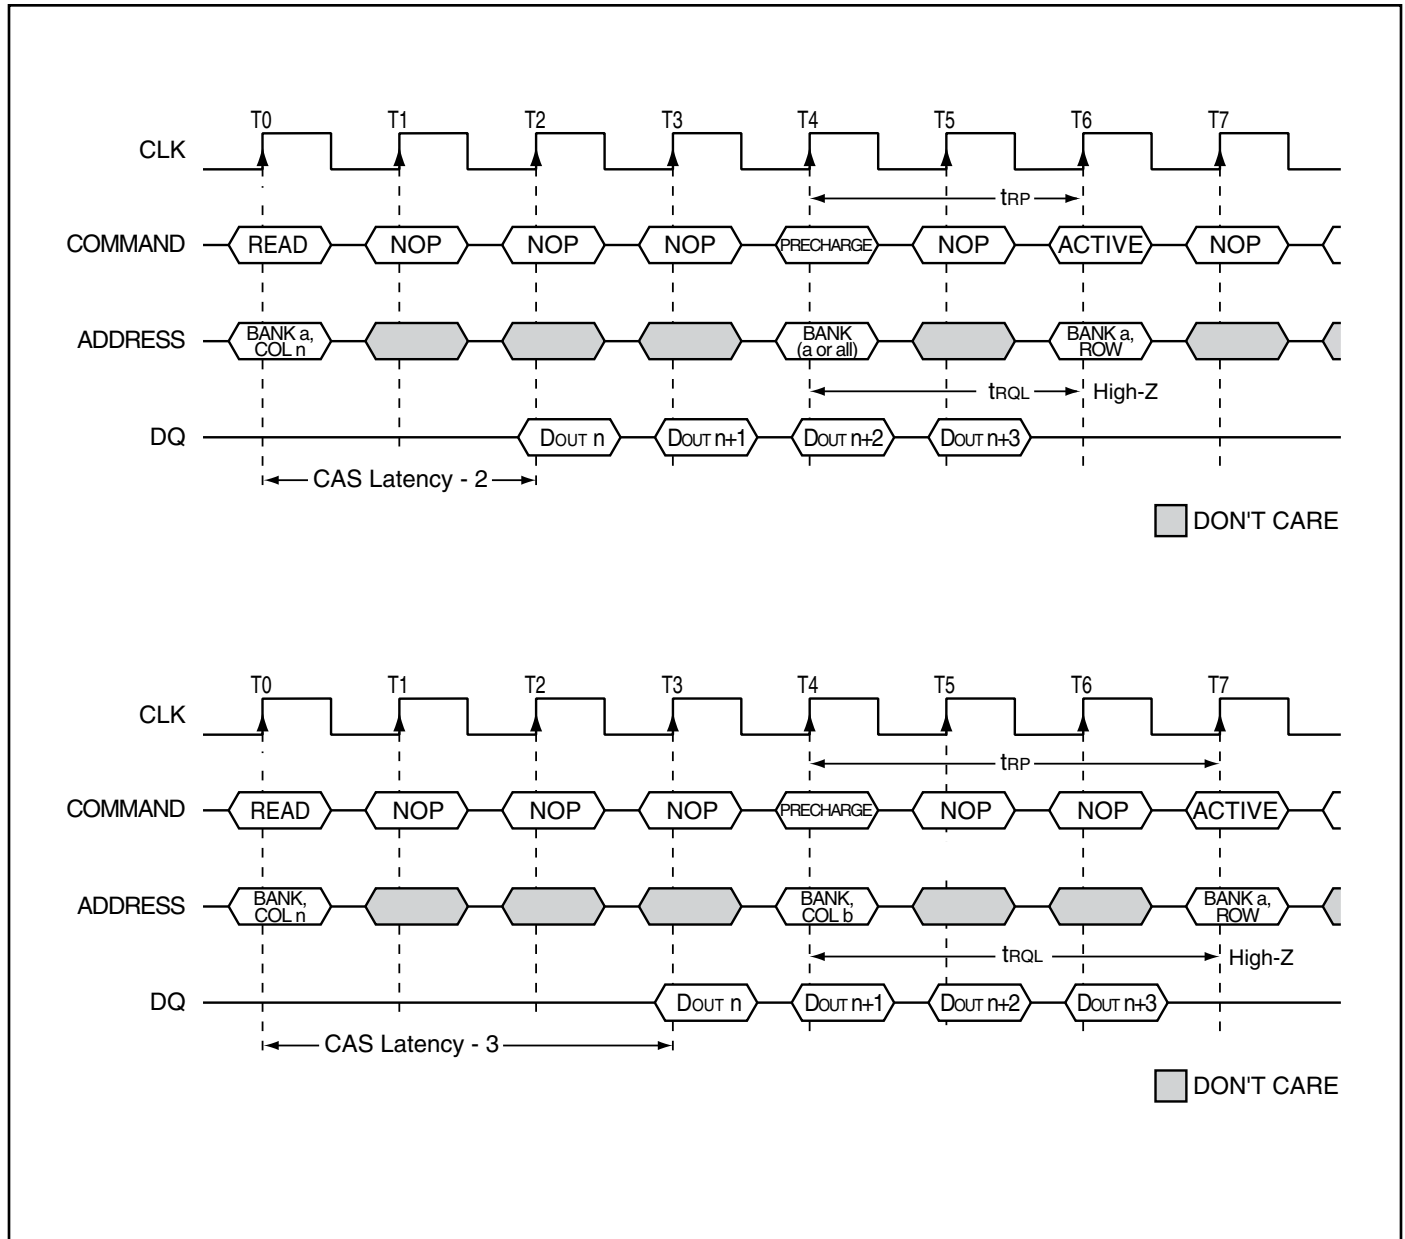 T0 T1 T2 T3 T4 T5 T6 T7
CLK
tRP
COMMAND READ NOP NOP NOP PRECHARGE NOP ACTIVE NOP
ADDRESS BANK a, COL n BANK (a or all) BANK a, ROW
tRQL High-Z
DQ DOUT n DOUT n+1 DOUT n+2 DOUT n+3
CAS Latency - 2
DON'T CARE
T0 T1 T2 T3 T4 T5 T6 T7
CLK
tRP
COMMAND READ NOP NOP NOP PRECHARGE NOP NOP ACTIVE
ADDRESS BANK, COL n BANK, COL b BANK a, ROW
tRQL High-Z
DQ DOUT n DOUT n+1 DOUT n+2 DOUT n+3
CAS Latency - 3
DON'T CARE